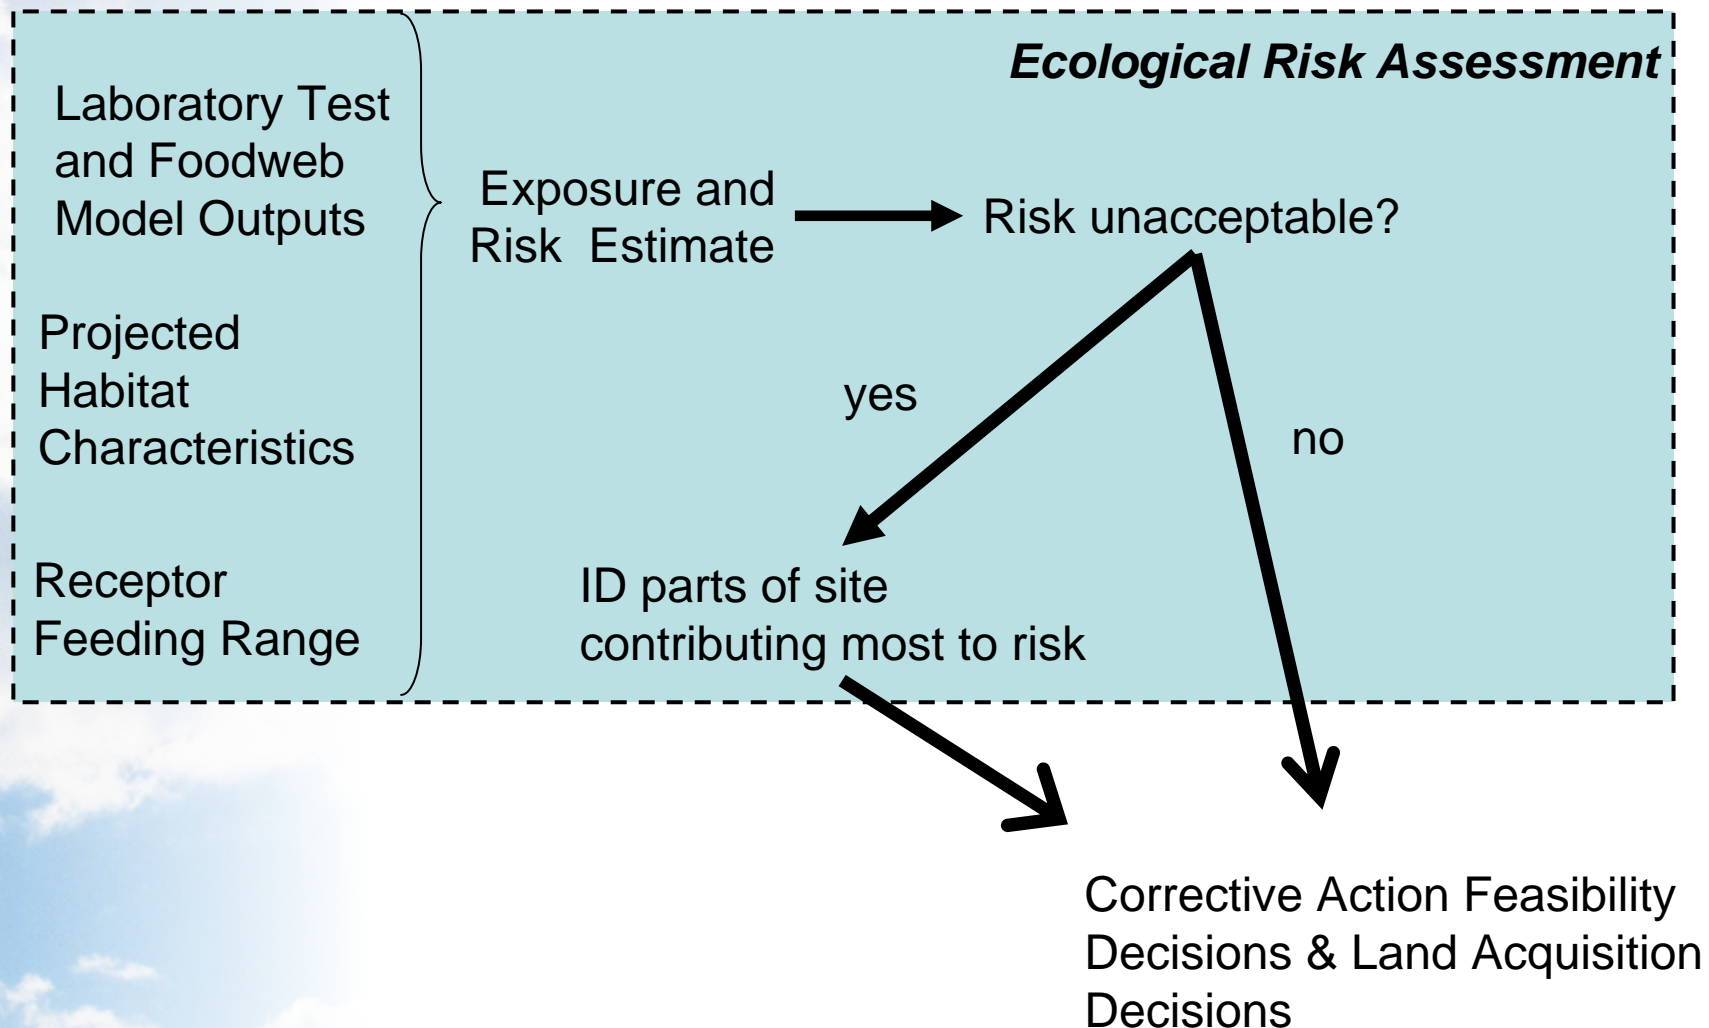 Ecological Risk Assessment
Laboratory Test
and Foodweb
Model Outputs
Projected
Habitat
Characteristics
Receptor
Feeding Range
Exposure and
Risk Estimate
Risk unacceptable?
yes
no
ID parts of site
contributing most to risk
Corrective Action Feasibility
Decisions & Land Acquisition
Decisions